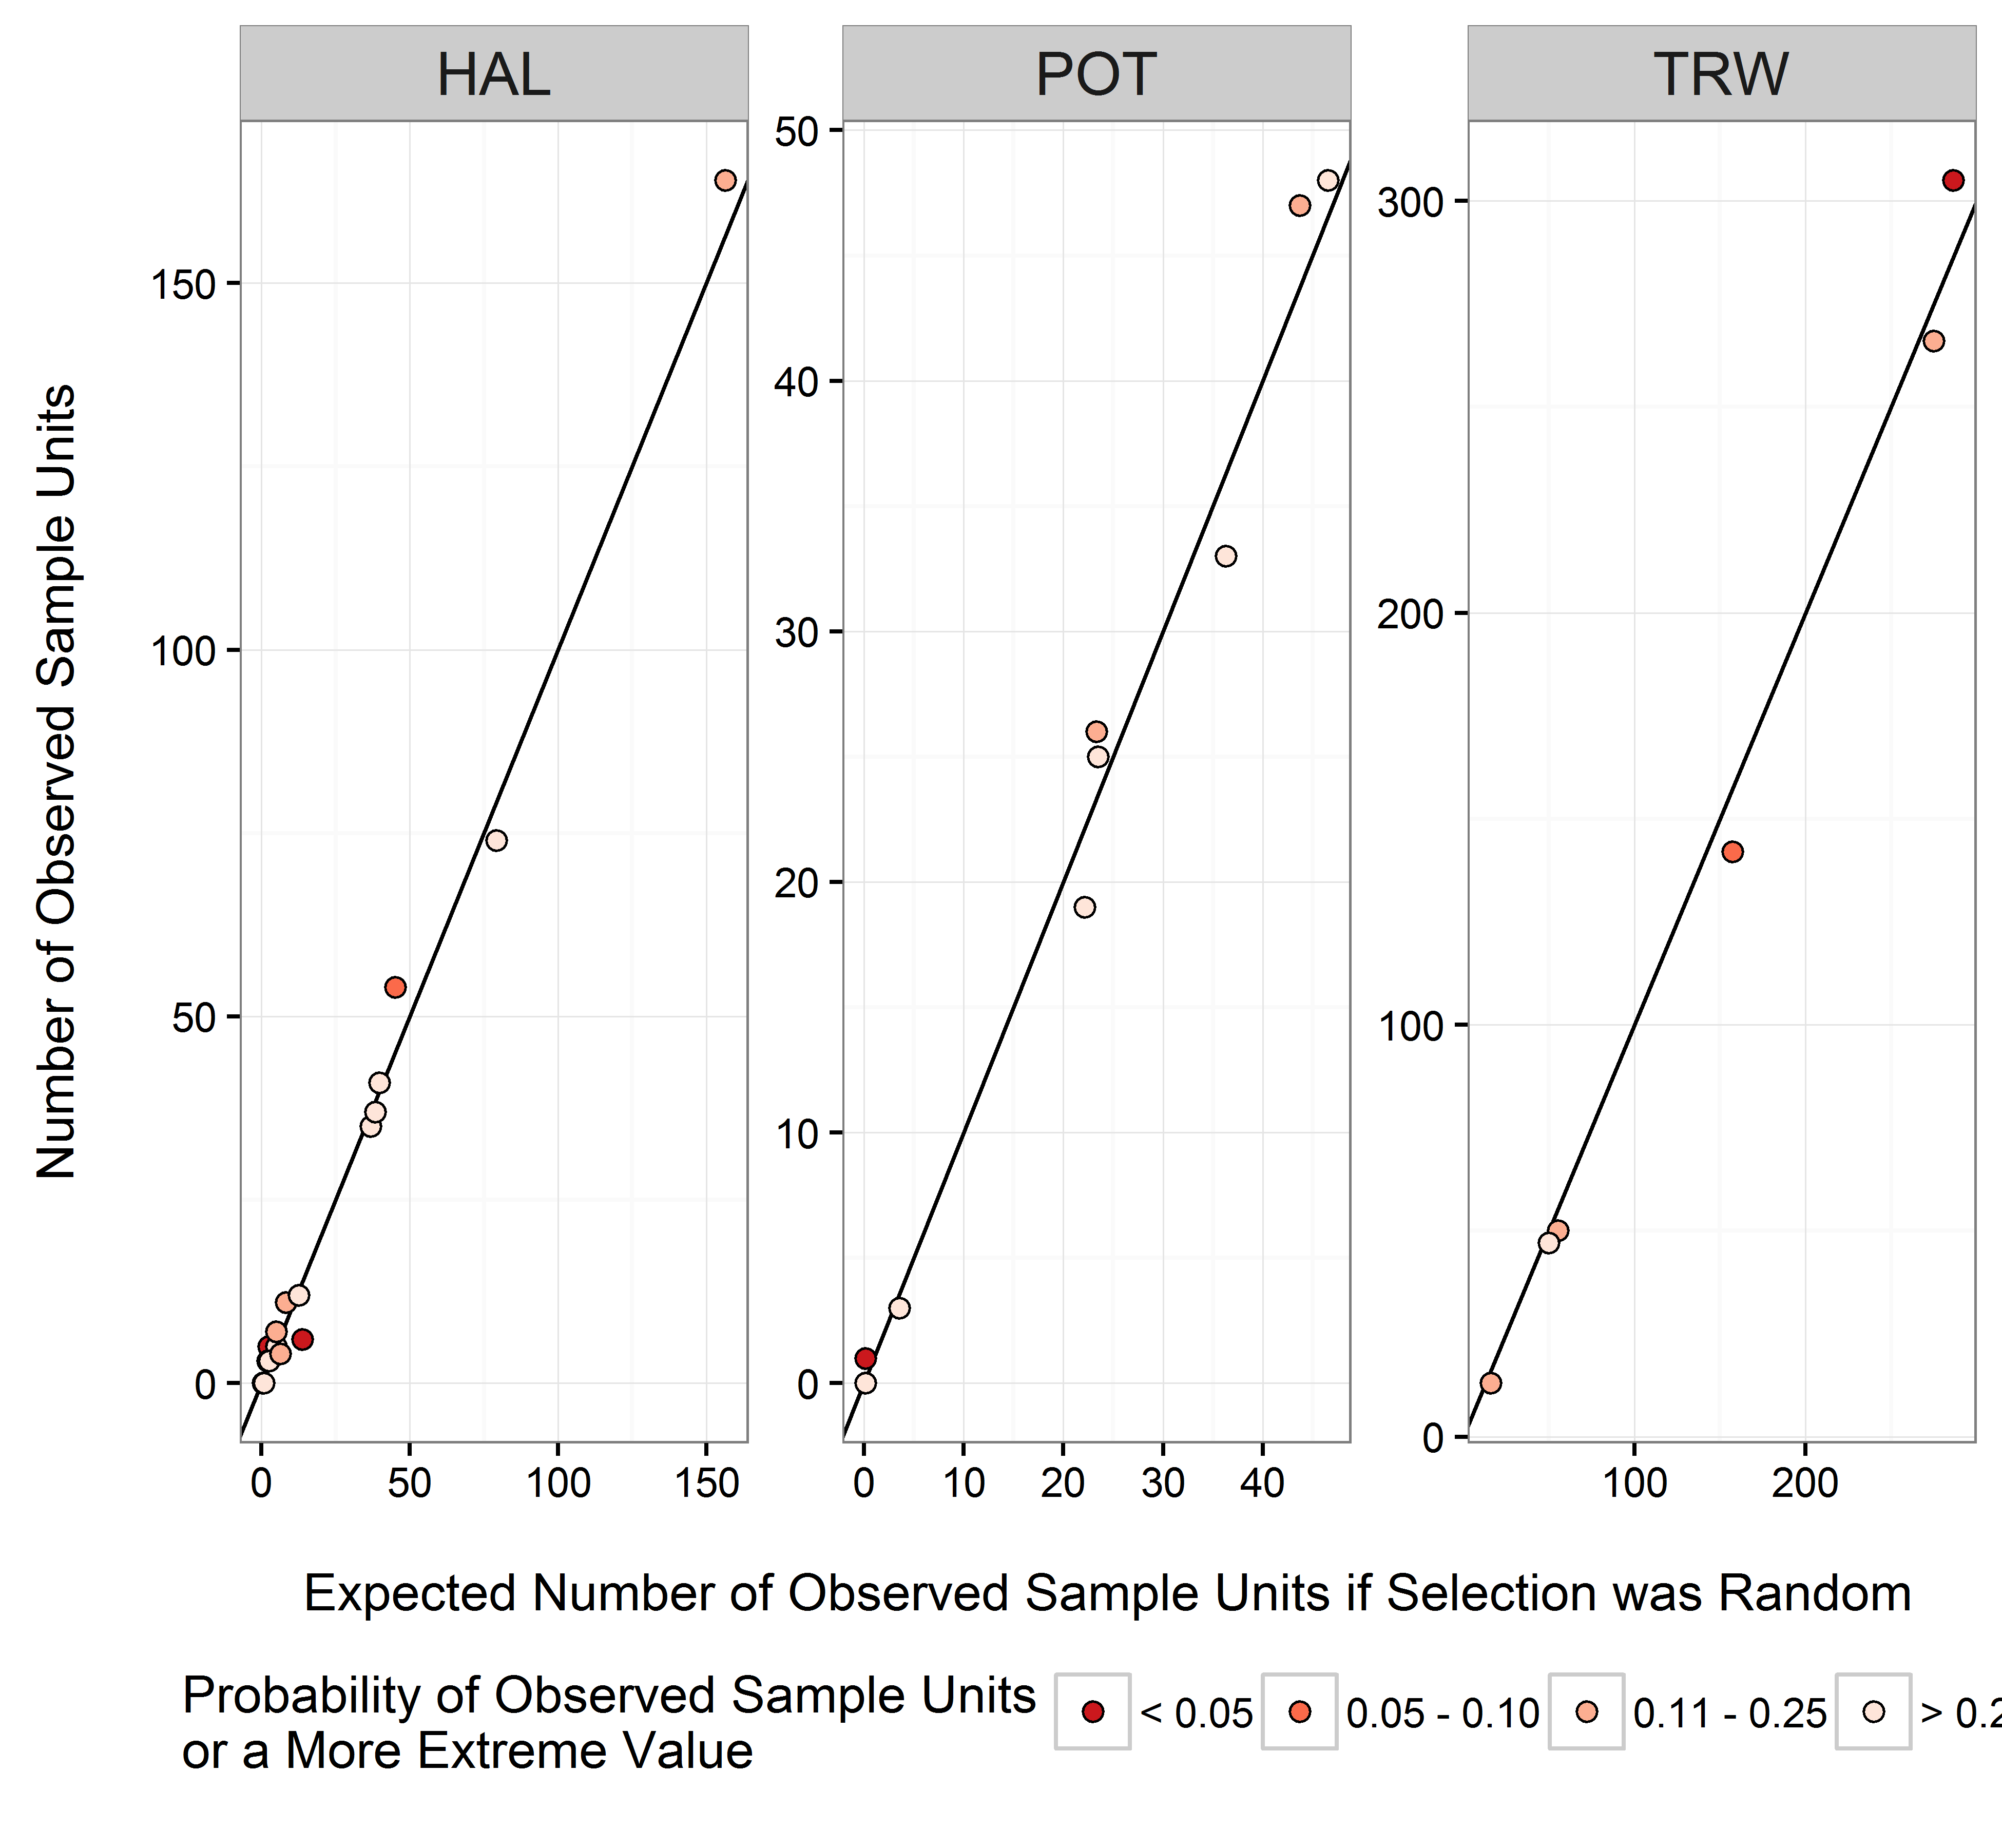 HAL POT TRW
50
300
150
40
200
100
30
20
50
100
10
0 0 0
0 50 100 150 0 10 20 30 40 100 200
Number of Observed Sample Units
Expected Number of Observed Sample Units if Selection was Random
Probability of Observed Sample Units
or a More Extreme Value
< 0.05 0.05 - 0.10 0.11 - 0.25 >